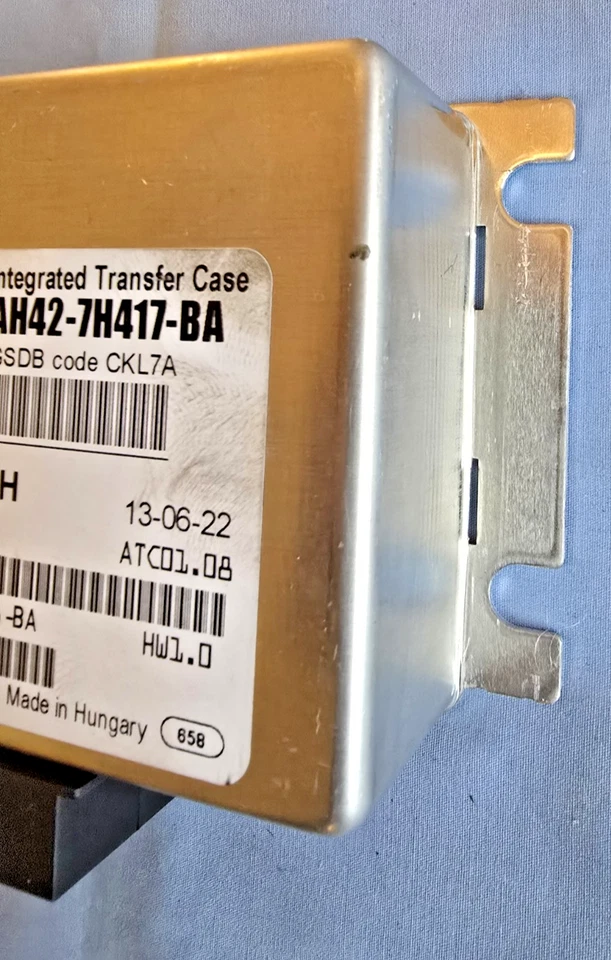 ntegrated Transfer Case
AH42-7H417-BA
GSDB code CKL7A
H
13-06-22
ATC01.08
-BA
HW1.0
Made in Hungary 658